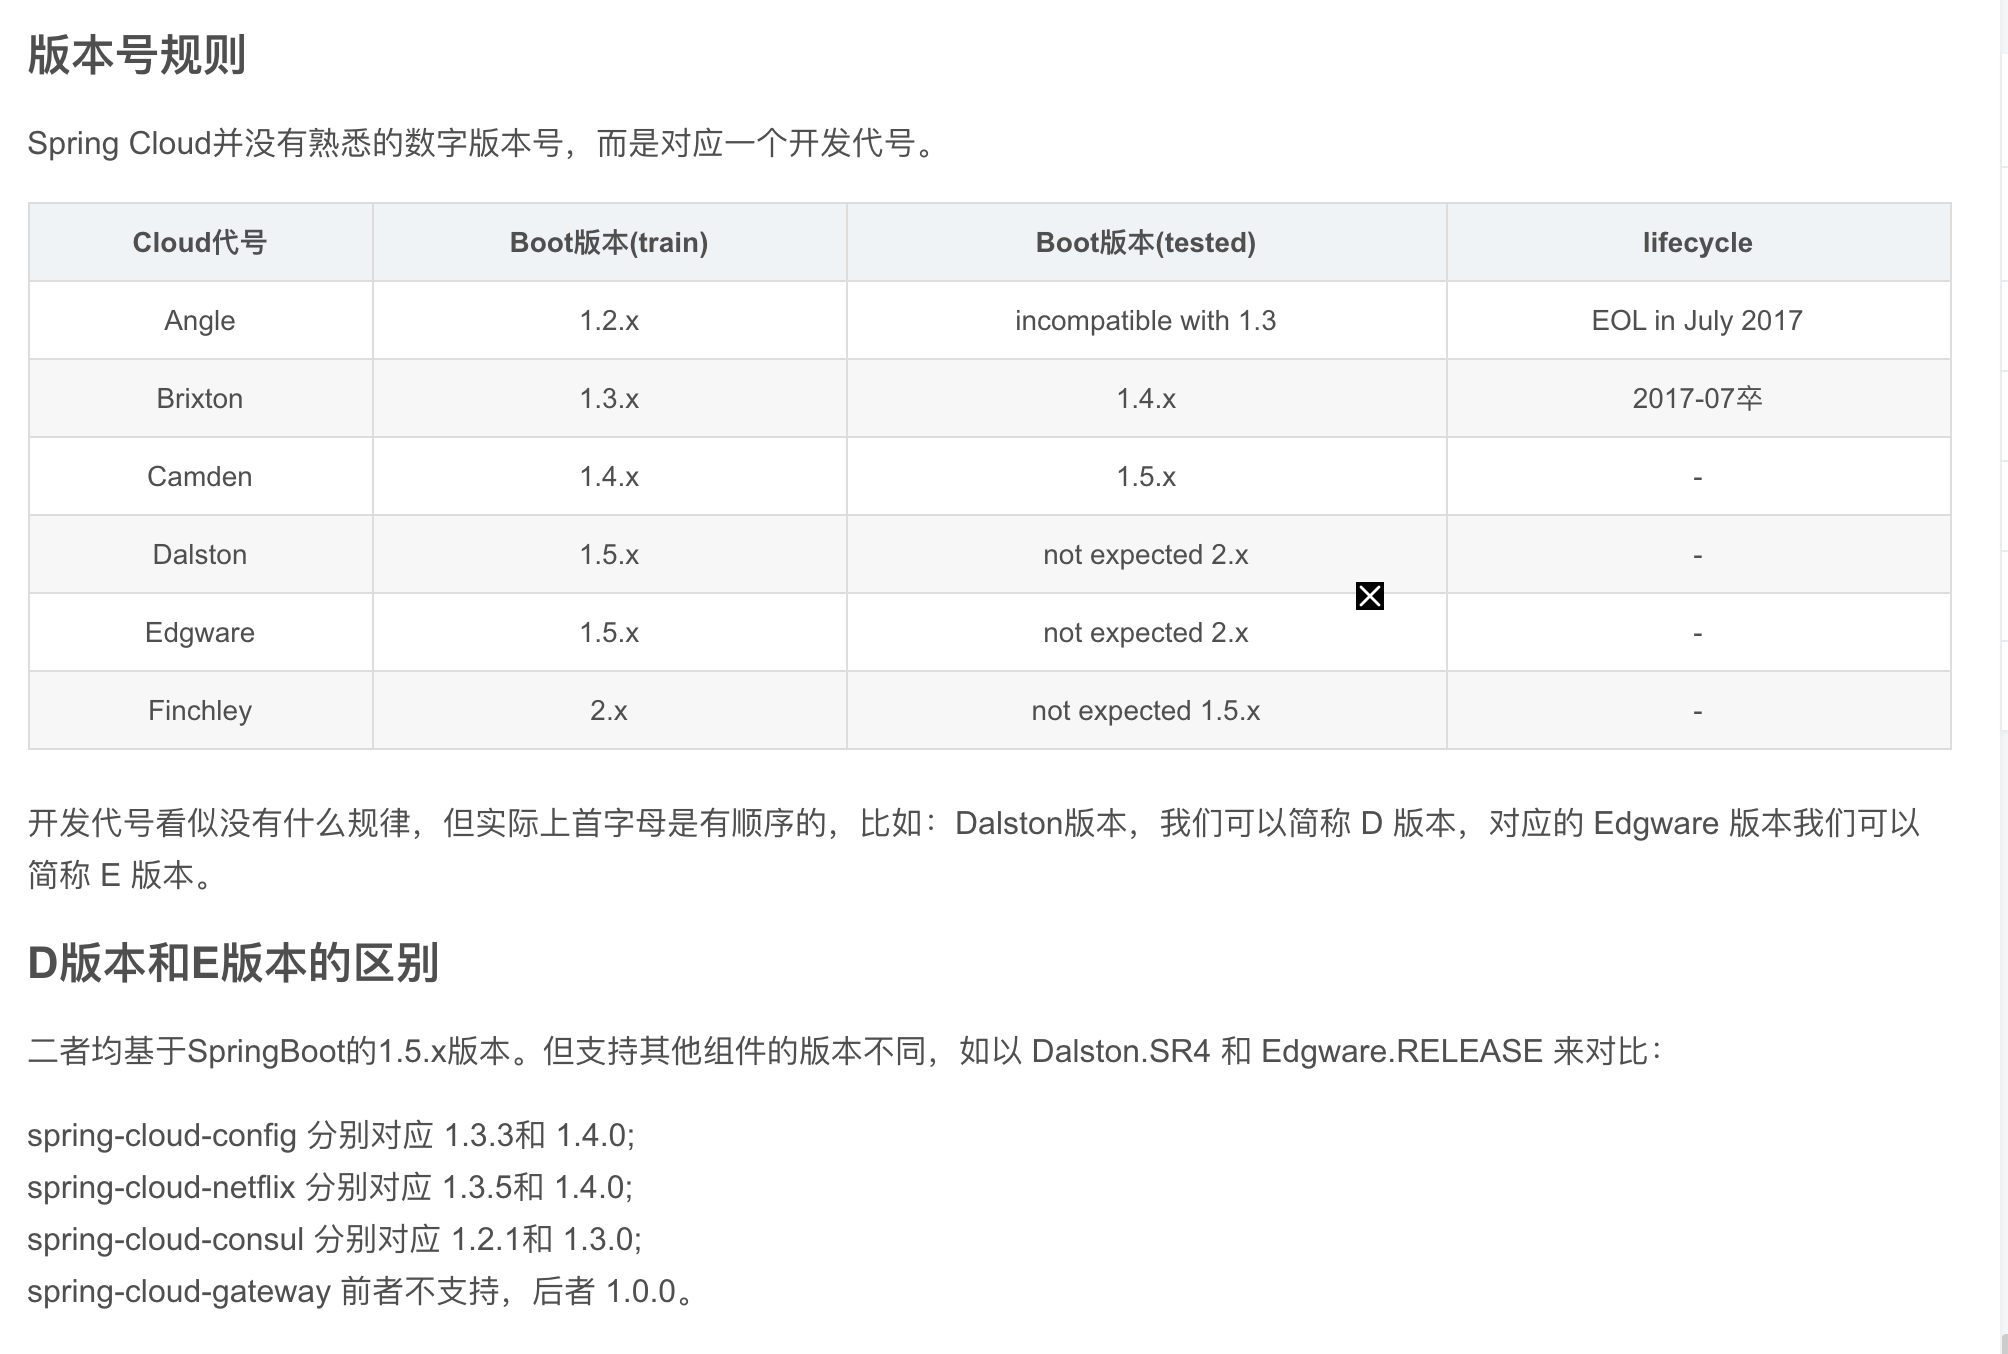 版本号规则
Spring Cloud并没有熟悉的数字版本号，而是对应一个开发代号。
Cloud代号 Boot版本(train) Boot版本(tested) lifecycle
Angle 1.2.x incompatible with 1.3 EOL in July 2017
Brixton 1.3.x 1.4.x 2017-07卒
Camden 1.4.x 1.5.x -
Dalston 1.5.x not expected 2.x -
Edgware 1.5.x not expected 2.x -
Finchley 2.x not expected 1.5.x -
开发代号看似没有什么规律，但实际上首字母是有顺序的，比如：Dalston版本，我们可以简称 D 版本，对应的 Edgware 版本我们可以
简称 E 版本。
D版本和E版本的区别
二者均基于SpringBoot的1.5.x版本。但支持其他组件的版本不同，如以 Dalston.SR4 和 Edgware.RELEASE 来对比：
spring-cloud-config 分别对应 1.3.3和 1.4.0;
spring-cloud-netflix 分别对应 1.3.5和 1.4.0;
spring-cloud-consul 分别对应 1.2.1和 1.3.0;
spring-cloud-gateway 前者不支持，后者 1.0.0。